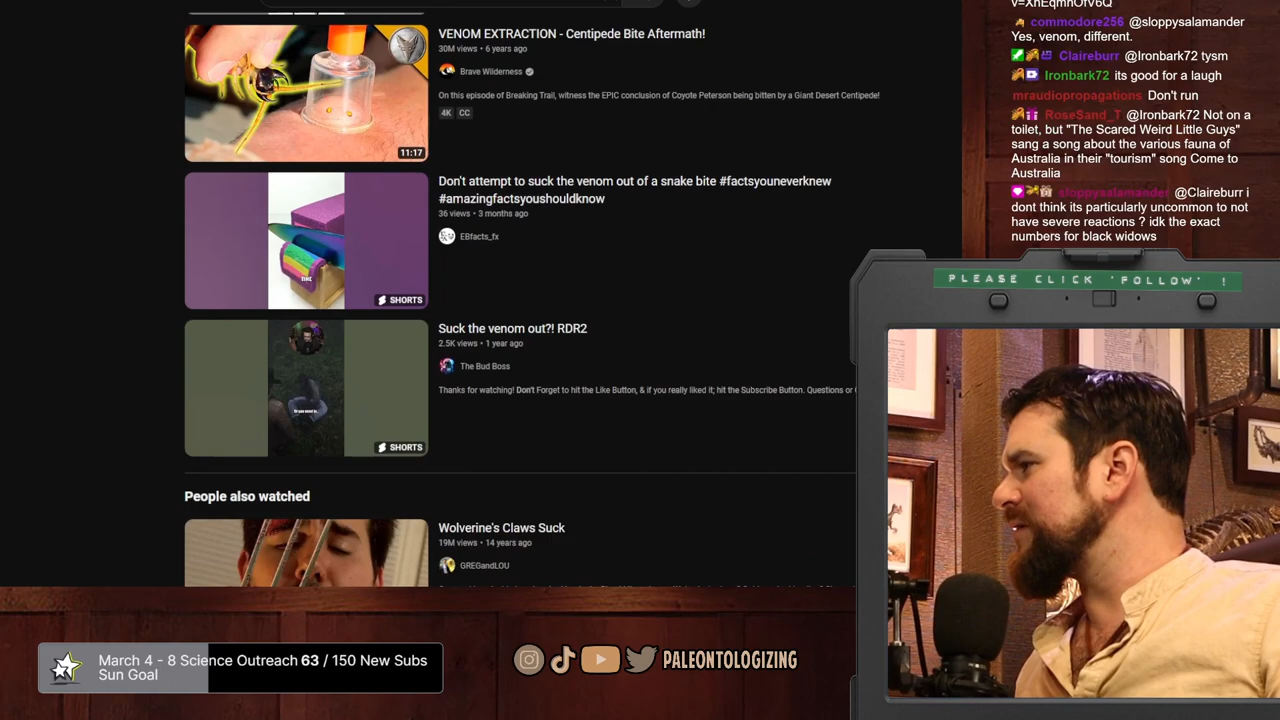 VENOM EXTRACTION - Centipede Bite Aftermath!
30M views • 6 years ago
Brave Wilderness
On this episode of Breaking Trail, witness the EPIC conclusion of Coyote Peterson being bitten by a Giant Desert Centipede!
4K CC
11:17
Don't attempt to suck the venom out of a snake bite #factsyouneverknew
#amazingfactsyoushouldknow
36 views • 3 months ago
EBfacts_fx
TIME
SHORTS
Suck the venom out?! RDR2
2.5K views • 1 year ago
The Bud Boss
Thanks for watching! Don't Forget to hit the Like Button, & if you really liked it; hit the Subscribe Button. Questions or
SHORTS
People also watched
Wolverine's Claws Suck
19M views • 14 years ago
GREGandLOU
v=XhEqmnOfV6Q
commodore256 @sloppysalamander
Yes, venom, different.
Claireburr @Ironbark72 tysm
Ironbark72 its good for a laugh
mraudiopropagations Don't run
RoseSand_T @Ironbark72 Not on a
toilet, but "The Scared Weird Little Guys"
sang a song about the various fauna of
Australia in their "tourism" song Come to
Australia
sloppysalamander @Claireburr i
dont think its particularly uncommon to not
have severe reactions ? idk the exact
numbers for black widows
PLEASE CLICK 'FOLLOW' !
March 4 - 8 Science Outreach 63 / 150 New Subs
Sun Goal
PALEONTOLOGIZING